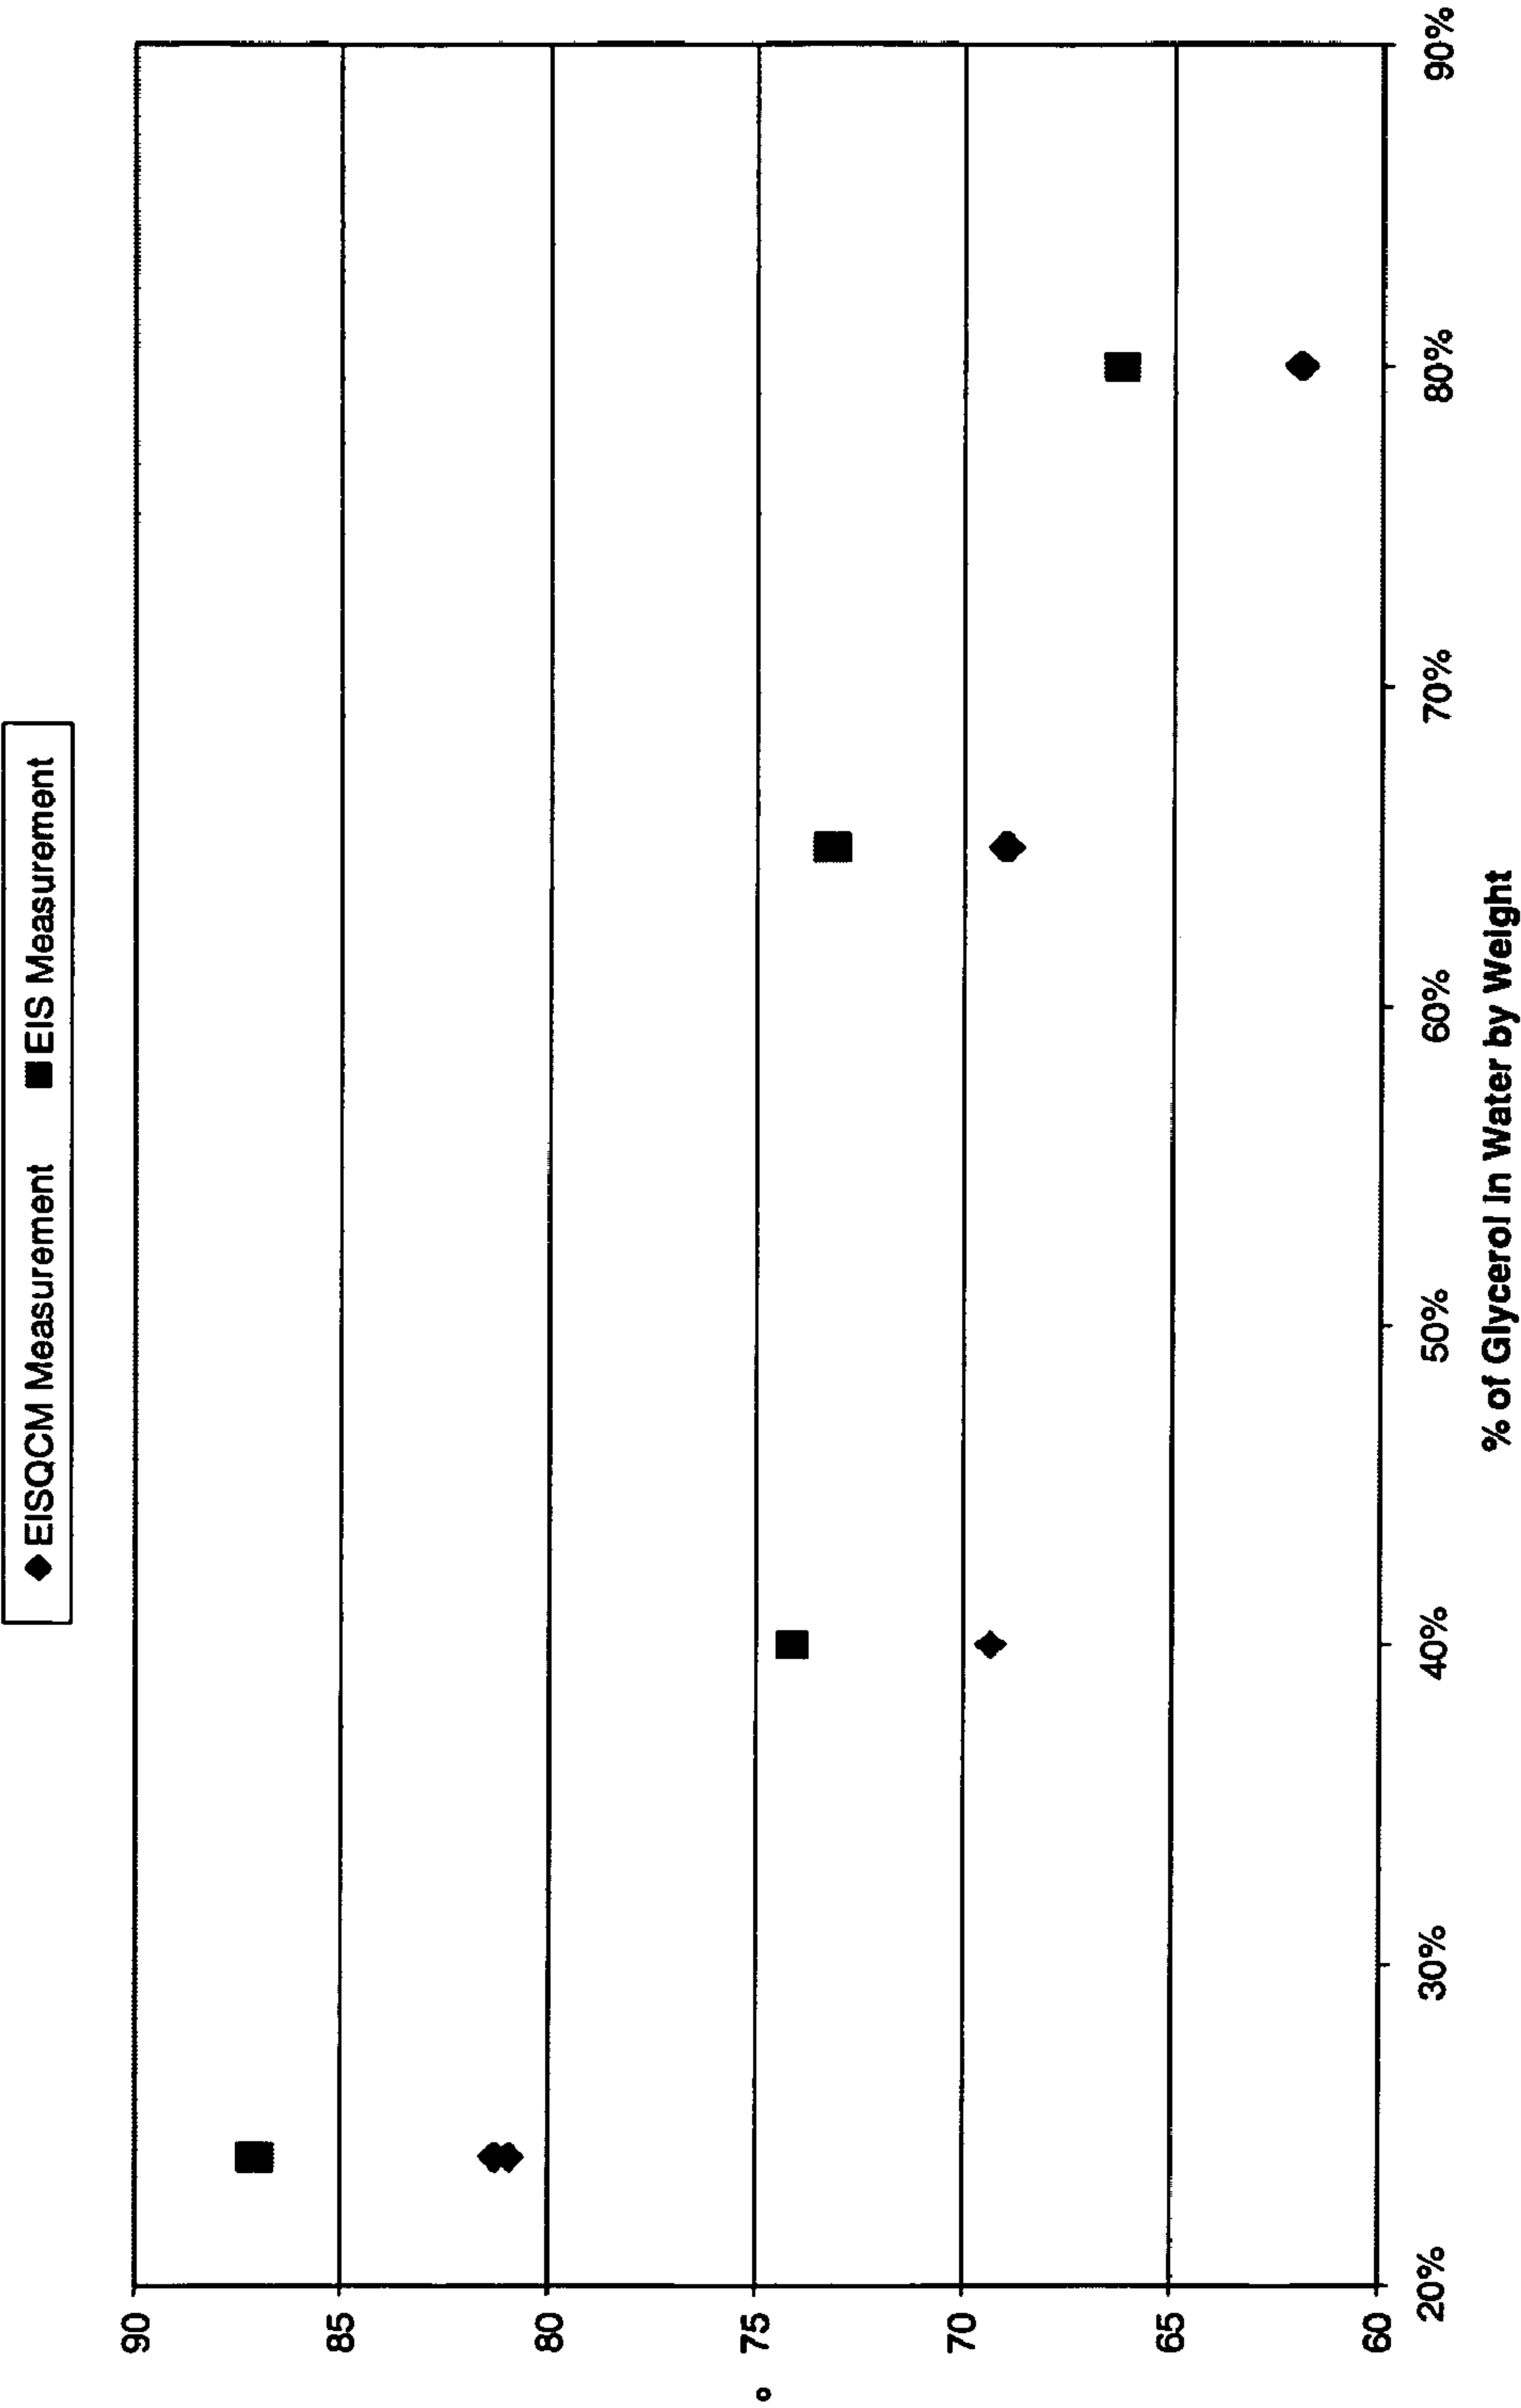 ◆ EISQCM Measurement ■ EIS Measurement
90
85
80
75
70
65
60
°
20% 30% 40% 50% 60% 70% 80% 90%
% of Glycerol in Water by Weight